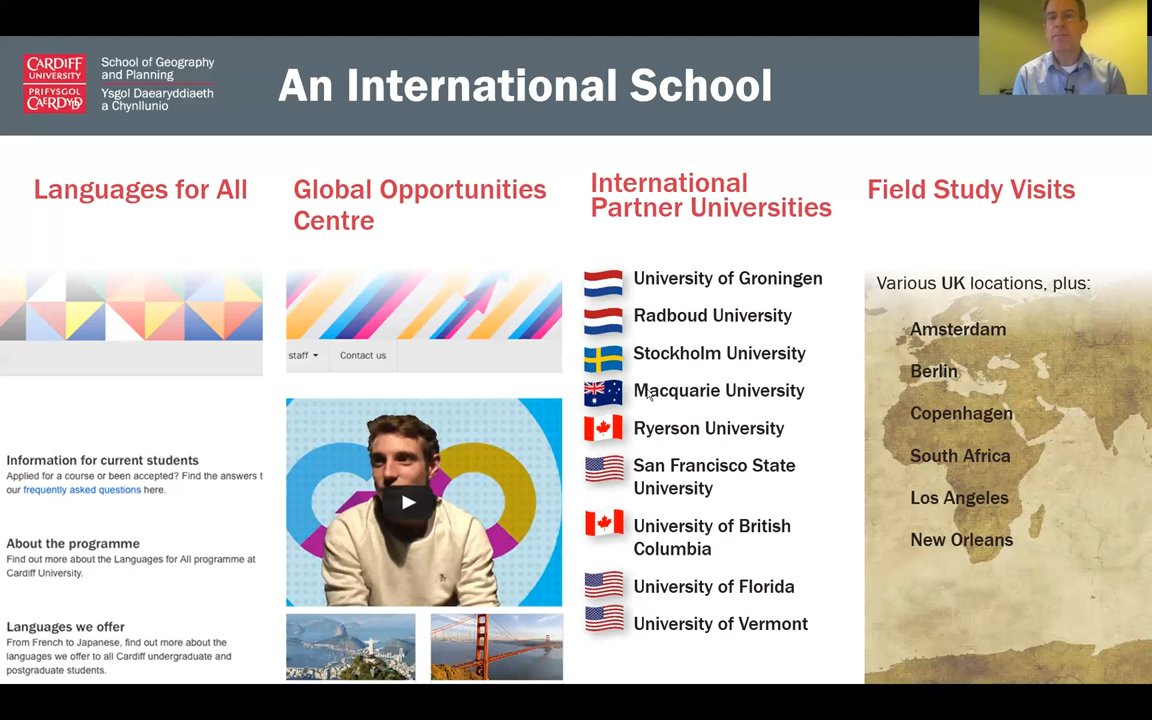 CARDIFF
UNIVERSITY
PRIFYSGOL
CAERDYDD
School of Geography
and Planning
Ysgol Daearyddiaeth
a Chynllunio
An International School
Languages for All
Information for current students
Applied for a course or been accepted? Find the answers t
our frequently asked questions here.
About the programme
Find out more about the Languages for All programme at
Cardiff University.
Languages we offer
From French to Japanese, find out more about the
languages we offer to all Cardiff undergraduate and
postgraduate students.
Global Opportunities
Centre
staff
Contact us
International
Partner Universities
University of Groningen
Radboud University
Stockholm University
Macquarie University
Ryerson University
San Francisco State
University
University of British
Columbia
University of Florida
University of Vermont
Field Study Visits
Various UK locations, plus:
Amsterdam
Berlin
Copenhagen
South Africa
Los Angeles
New Orleans